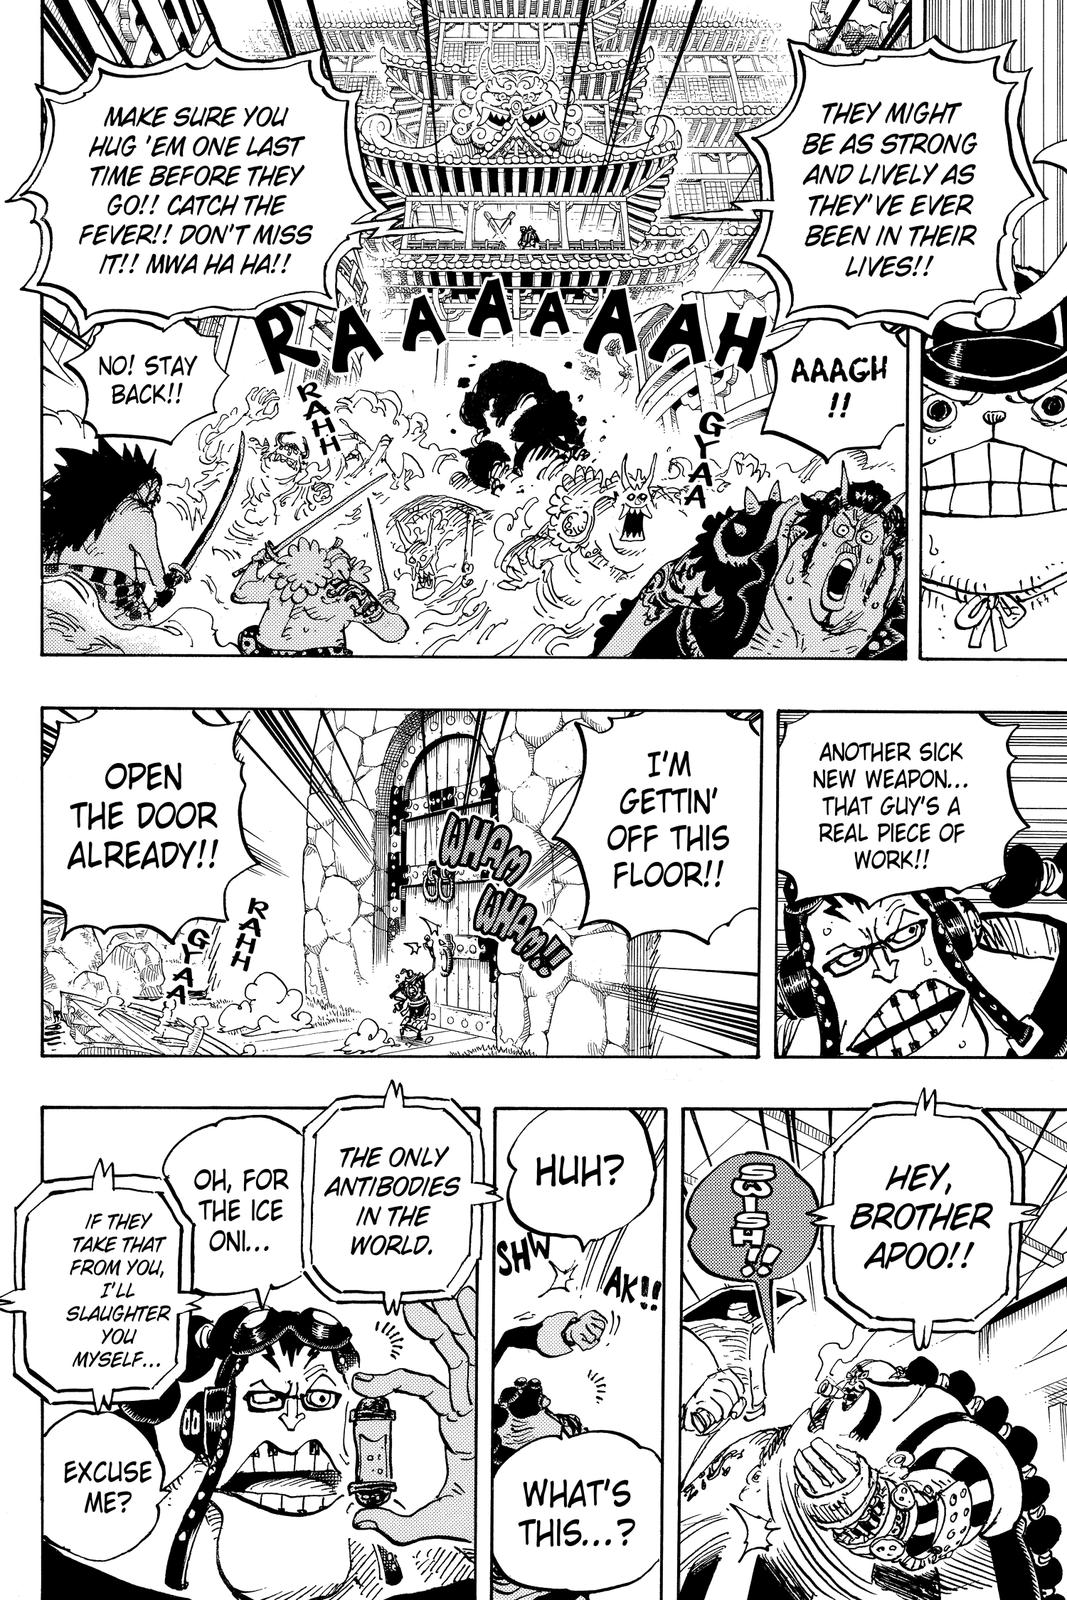 THEY MIGHT
BE AS STRONG
AND LIVELY AS
THEY'VE EVER
BEEN IN THEIR
LIVES!!
MAKE SURE YOU
HUG 'EM ONE LAST
TIME BEFORE THEY
GO!! CATCH THE
FEVER!! DON'T MISS
IT!! MWA HA HA!!
RAAAAAAH
AAAGH
!!
GYAA
RAHH
NO! STAY
BACK!!
ANOTHER SICK
NEW WEAPON...
THAT GUY'S A
REAL PIECE OF
WORK!!
I'M
GETTIN'
OFF THIS
FLOOR!!
WHAM
WHAM!!
OPEN
THE DOOR
ALREADY!!
RAHH
GYAA
HEY,
BROTHER
APOO!!
SWISH!!
HUH?
SHWAK!!
WHAT'S
THIS...?
THE ONLY
ANTIBODIES
IN THE
WORLD.
OH, FOR
THE ICE
ONI...
IF THEY
TAKE THAT
FROM YOU,
I'LL
SLAUGHTER
YOU
MYSELF...
EXCUSE
ME?